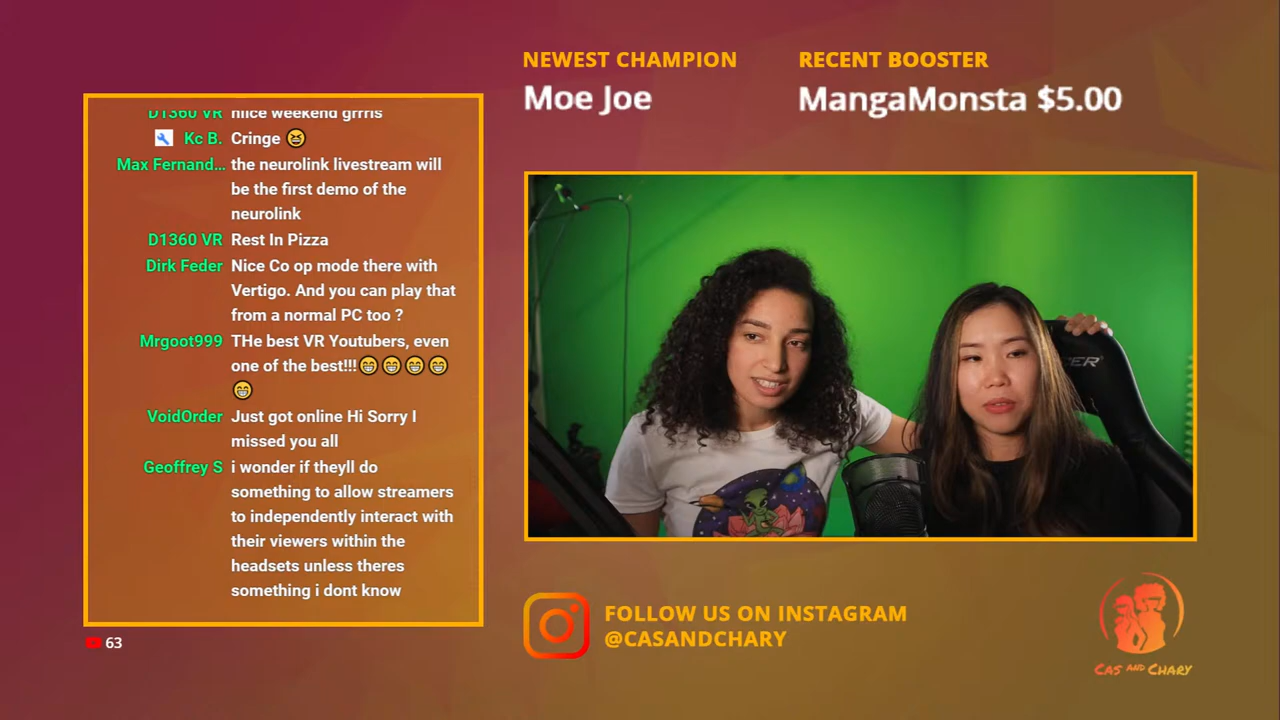 NEWEST CHAMPION
Moe Joe
RECENT BOOSTER
MangaMonsta $5.00
D1360 VR niice weekend grrrls
Kc B. Cringe 😆
Max Fernand… the neurolink livestream will
be the first demo of the
neurolink
D1360 VR Rest In Pizza
Dirk Feder Nice Co op mode there with
Vertigo. And you can play that
from a normal PC too ?
Mrgoot999 THe best VR Youtubers, even
one of the best!!!😁😁😁😁
😁
VoidOrder Just got online Hi Sorry I
missed you all
Geoffrey S i wonder if theyll do
something to allow streamers
to independently interact with
their viewers within the
headsets unless theres
something i dont know
63
FOLLOW US ON INSTAGRAM
@CASANDCHARY
CAS AND CHARY